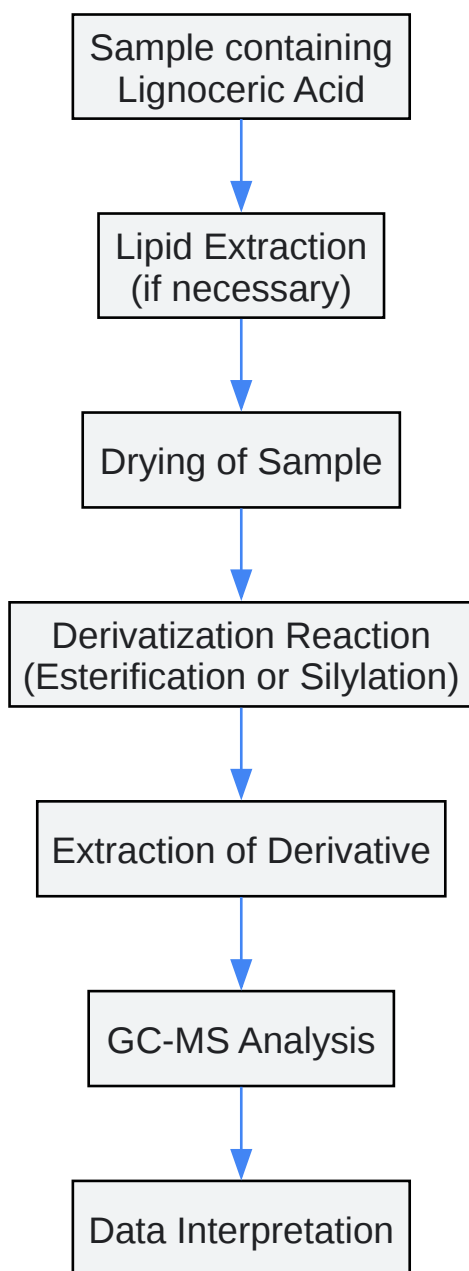 Sample containing
Lignoceric Acid
Lipid Extraction
(if necessary)
Drying of Sample
Derivatization Reaction
(Esterification or Silylation)
Extraction of Derivative
GC-MS Analysis
Data Interpretation